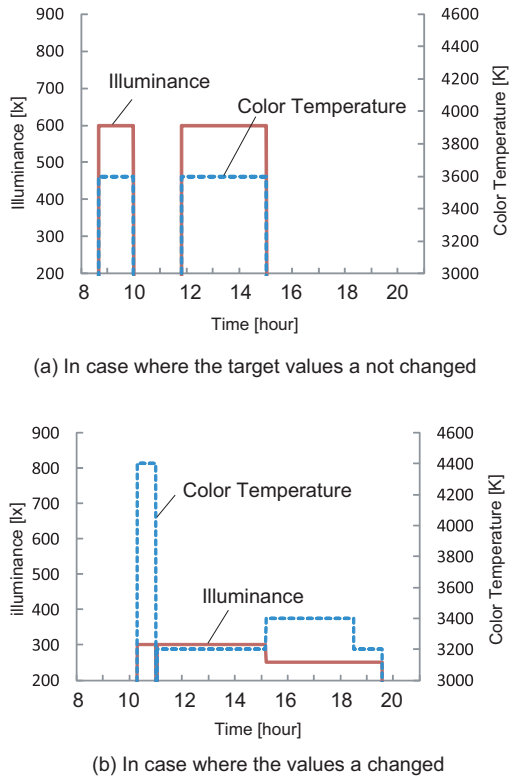 900
800
700
600
500
400
300
200
Illuminance [lx]
4600
4400
4200
4000
3800
3600
3400
3200
3000
Color Temperature [K]
Illuminance
Color Temperature
8 10 12 14 16 18 20
Time [hour]
(a) In case where the target values a not changed
900
800
700
600
500
400
300
200
illuminance [lx]
4600
4400
4200
4000
3800
3600
3400
3200
3000
Color Temperature [K]
Color Temperature
Illuminance
8 10 12 14 16 18 20
Time [hour]
(b) In case where the values a changed